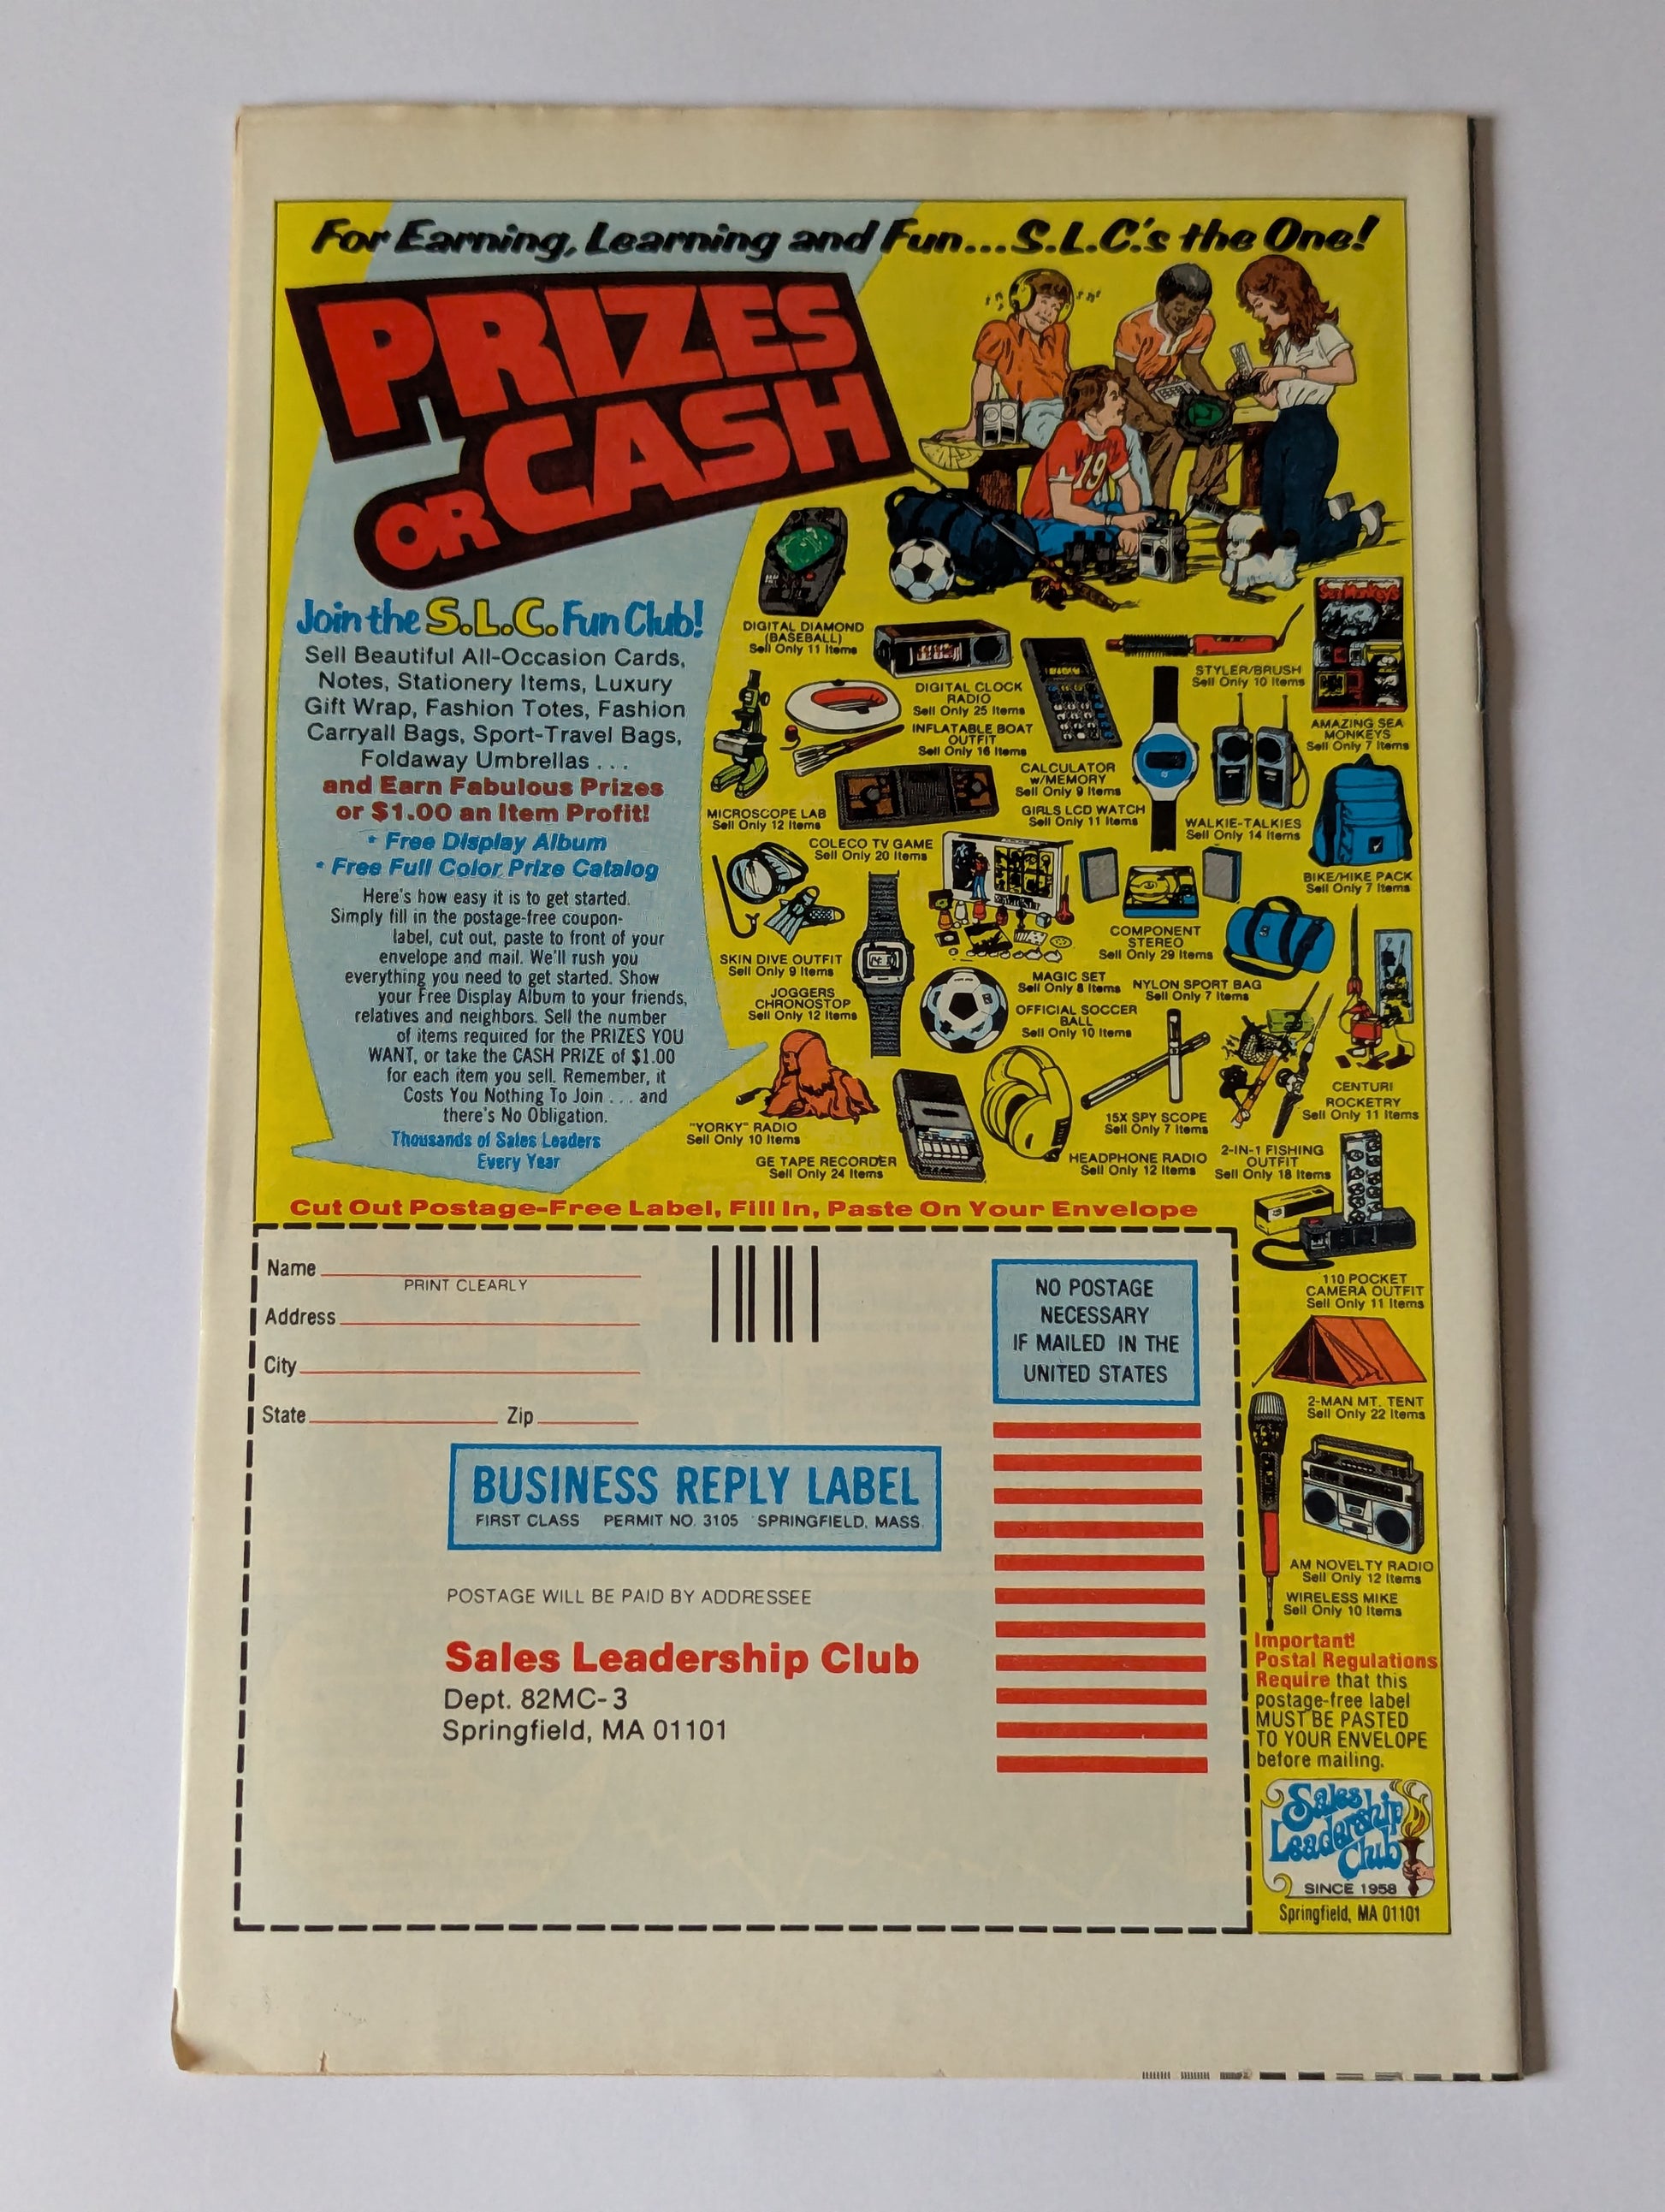 For Earning, Learning and Fun...S.L.C.'s the One!
PRIZES
OR CASH
Join the S.L.C. Fun Club!
Sell Beautiful All-Occasion Cards,
Notes, Stationery Items, Luxury
Gift Wrap, Fashion Totes, Fashion
Carryall Bags, Sport-Travel Bags,
Foldaway Umbrellas . . .
and Earn Fabulous Prizes
or $1.00 an Item Profit!
* Free Display Album
* Free Full Color Prize Catalog
Here's how easy it is to get started.
Simply fill in the postage-free coupon-
label, cut out, paste to front of your
envelope and mail. We'll rush you
everything you need to get started. Show
your Free Display Album to your friends,
relatives and neighbors. Sell the number
of items required for the PRIZES YOU
WANT, or take the CASH PRIZE of $1.00
for each item you sell. Remember, it
Costs You Nothing To Join . . . and
there's No Obligation.
Thousands of Sales Leaders
Every Year
19
DIGITAL DIAMOND
(BASEBALL)
Sell Only 11 Items
DIGITAL CLOCK
RADIO
Sell Only 25 Items
STYLER/BRUSH
Sell Only 10 Items
Sea Monkeys
AMAZING SEA
MONKEYS
Sell Only 7 Items
INFLATABLE BOAT
OUTFIT
Sell Only 16 Items
CALCULATOR
w/MEMORY
Sell Only 9 Items
MICROSCOPE LAB
Sell Only 12 Items
GIRLS LCD WATCH
Sell Only 11 Items
WALKIE-TALKIES
Sell Only 14 Items
COLECO TV GAME
Sell Only 20 Items
BIKE/HIKE PACK
Sell Only 7 Items
SKIN DIVE OUTFIT
Sell Only 9 Items
COMPONENT
STEREO
Sell Only 29 Items
MAGIC SET
Sell Only 8 Items
NYLON SPORT BAG
Sell Only 7 Items
JOGGERS
CHRONOSTOP
Sell Only 12 Items
OFFICIAL SOCCER
BALL
Sell Only 10 Items
CENTURI
ROCKETRY
Sell Only 11 Items
"YORKY" RADIO
Sell Only 10 Items
15X SPY SCOPE
Sell Only 7 Items
GE TAPE RECORDER
Sell Only 24 Items
HEADPHONE RADIO
Sell Only 12 Items
2-IN-1 FISHING
OUTFIT
Sell Only 18 Items
110 POCKET
CAMERA OUTFIT
Sell Only 11 Items
2-MAN MT. TENT
Sell Only 22 Items
AM NOVELTY RADIO
Sell Only 12 Items
WIRELESS MIKE
Sell Only 10 Items
Important!
Postal Regulations
Require that this
postage-free label
MUST BE PASTED
TO YOUR ENVELOPE
before mailing.
Sales
Leadership
Club
SINCE 1958
Springfield, MA 01101
Cut Out Postage-Free Label, Fill In, Paste On Your Envelope
Name
PRINT CLEARLY
Address
City
State Zip
NO POSTAGE
NECESSARY
IF MAILED IN THE
UNITED STATES
BUSINESS REPLY LABEL
FIRST CLASS PERMIT NO. 3105 SPRINGFIELD, MASS.
POSTAGE WILL BE PAID BY ADDRESSEE
Sales Leadership Club
Dept. 82MC-3
Springfield, MA 01101